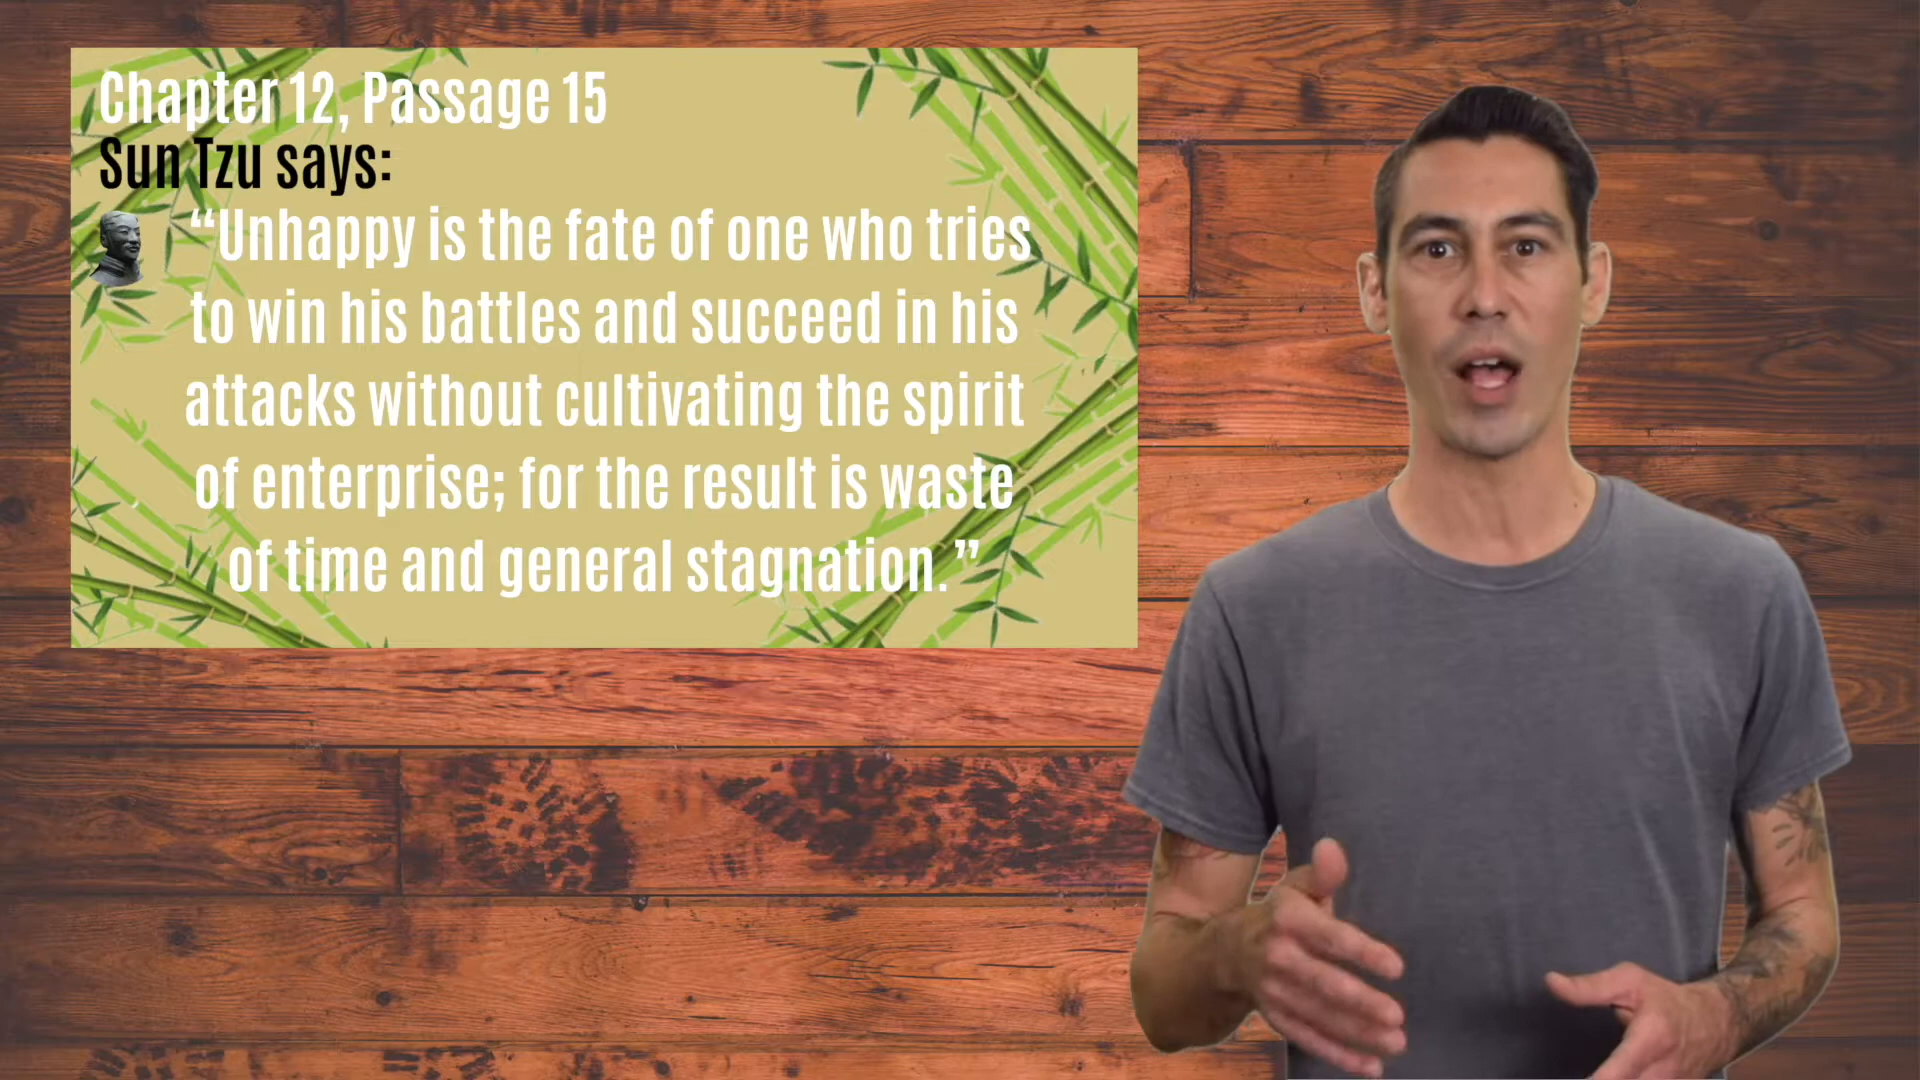 Chapter 12, Passage 15
Sun Tzu says:
“Unhappy is the fate of one who tries
to win his battles and succeed in his
attacks without cultivating the spirit
of enterprise; for the result is waste
of time and general stagnation.”